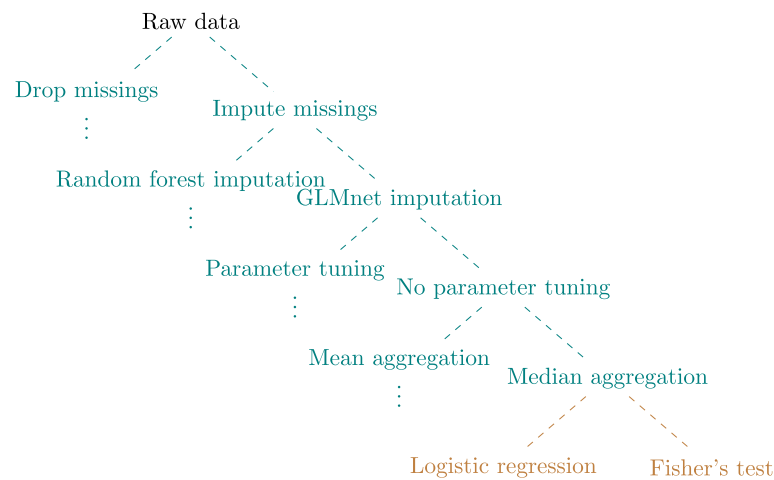 Raw data
Drop missings
Impute missings
⋮
Random forest imputation
GLMnet imputation
⋮
Parameter tuning
No parameter tuning
⋮
Mean aggregation
Median aggregation
⋮
Logistic regression
Fisher's test